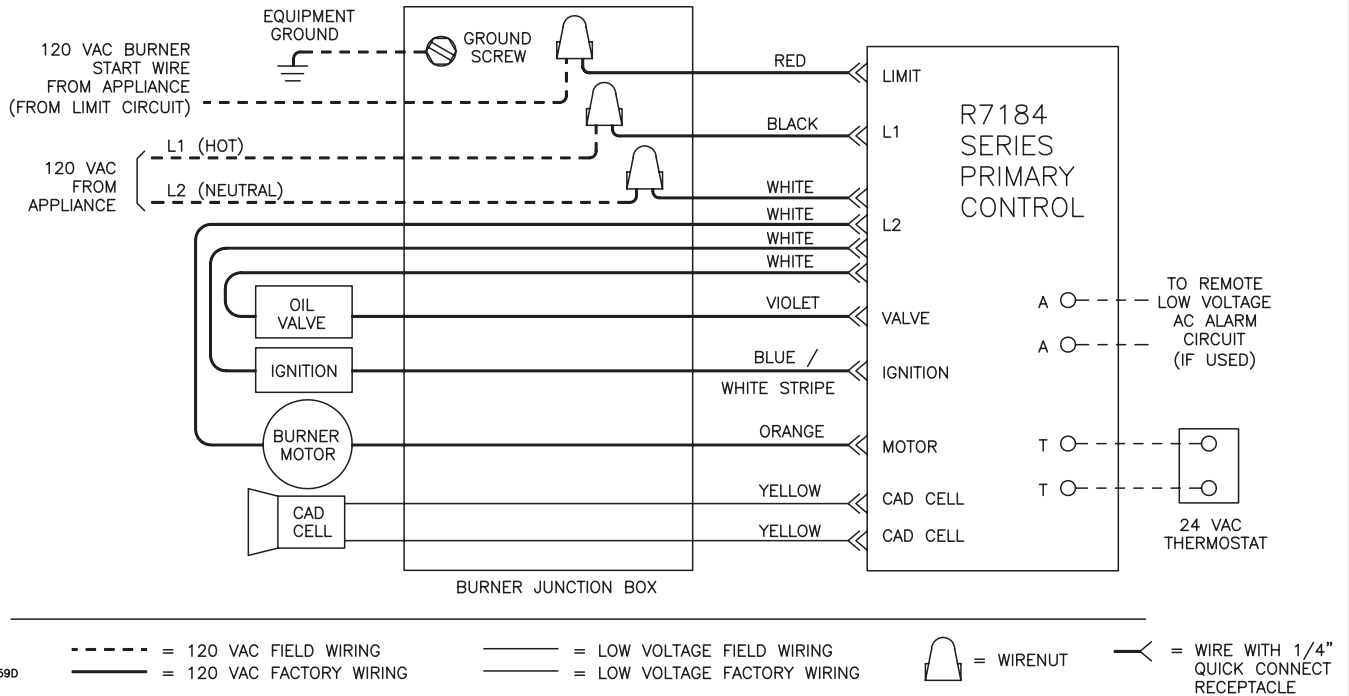 EQUIPMENT
GROUND
GROUND
SCREW
120 VAC BURNER
START WIRE
FROM APPLIANCE
(FROM LIMIT CIRCUIT)
L1 (HOT)
120 VAC
FROM
APPLIANCE
L2 (NEUTRAL)
RED
BLACK
WHITE
WHITE
WHITE
WHITE
VIOLET
BLUE /
WHITE STRIPE
ORANGE
YELLOW
YELLOW
OIL
VALVE
IGNITION
BURNER
MOTOR
CAD
CELL
BURNER JUNCTION BOX
LIMIT
L1
L2
VALVE
IGNITION
MOTOR
CAD CELL
CAD CELL
R7184
SERIES
PRIMARY
CONTROL
A
A
T
T
TO REMOTE
LOW VOLTAGE
AC ALARM
CIRCUIT
(IF USED)
24 VAC
THERMOSTAT
= 120 VAC FIELD WIRING
= 120 VAC FACTORY WIRING
= LOW VOLTAGE FIELD WIRING
= LOW VOLTAGE FACTORY WIRING
= WIRENUT
= WIRE WITH 1/4"
QUICK CONNECT
RECEPTACLE
59D